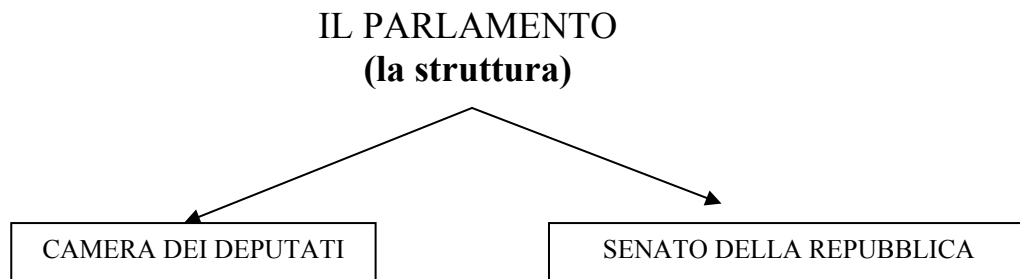 IL PARLAMENTO
(la struttura)
CAMERA DEI DEPUTATI
SENATO DELLA REPUBBLICA